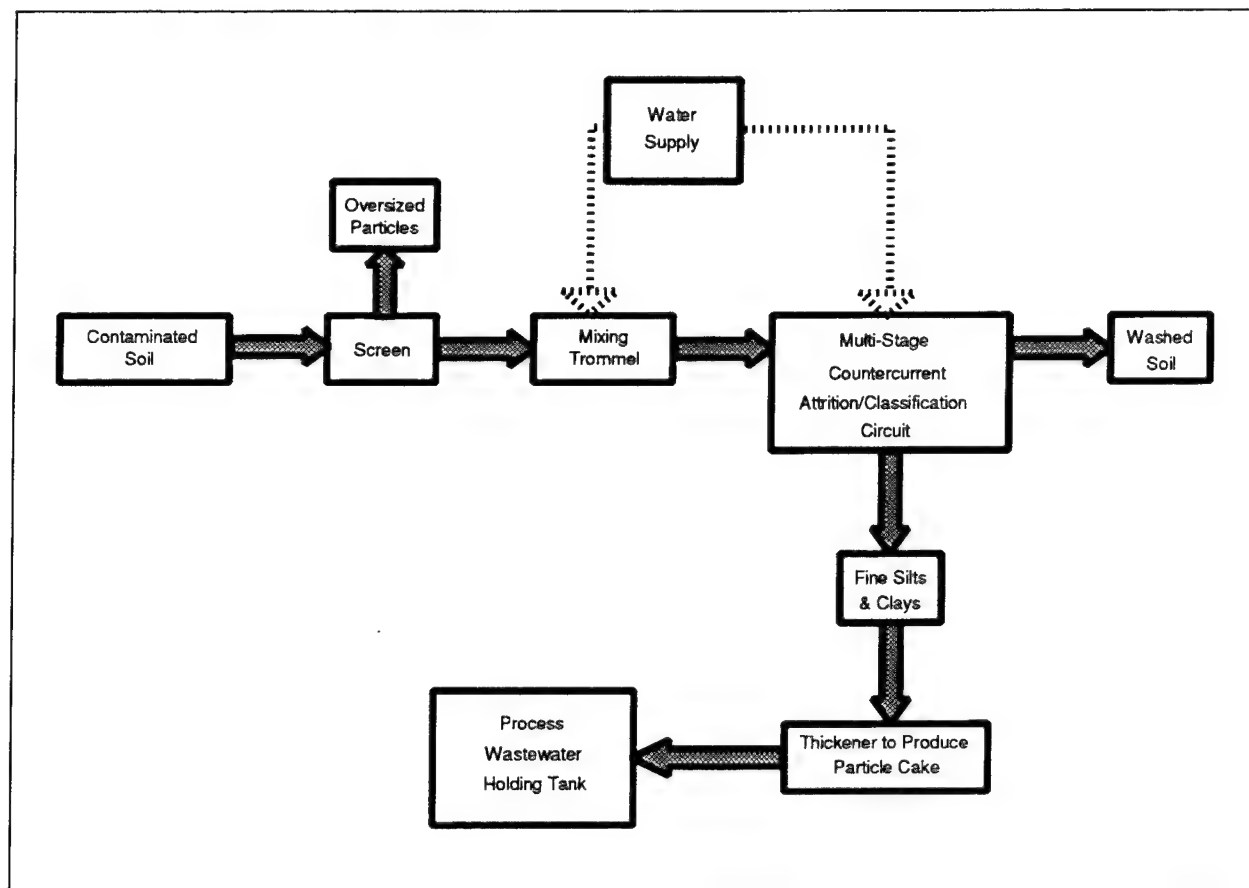 Water
Supply
Oversized
Particles
Contaminated
Soil
Screen
Mixing
Trommel
Multi-Stage
Countercurrent
Attrition/Classification
Circuit
Washed
Soil
Fine Silts
& Clays
Process
Wastewater
Holding Tank
Thickener to Produce
Particle Cake